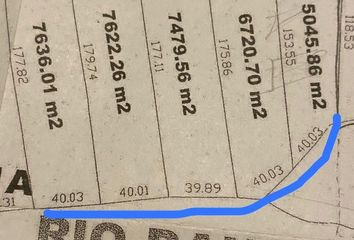 7636.01 m2
177.82
7622.26 m2
179.74
7479.56 m2
177.11
6720.70 m2
175.86
5045.86 m2
153.55
118.53
.31
40.03
40.01
39.89
40.03
40.03
RIO